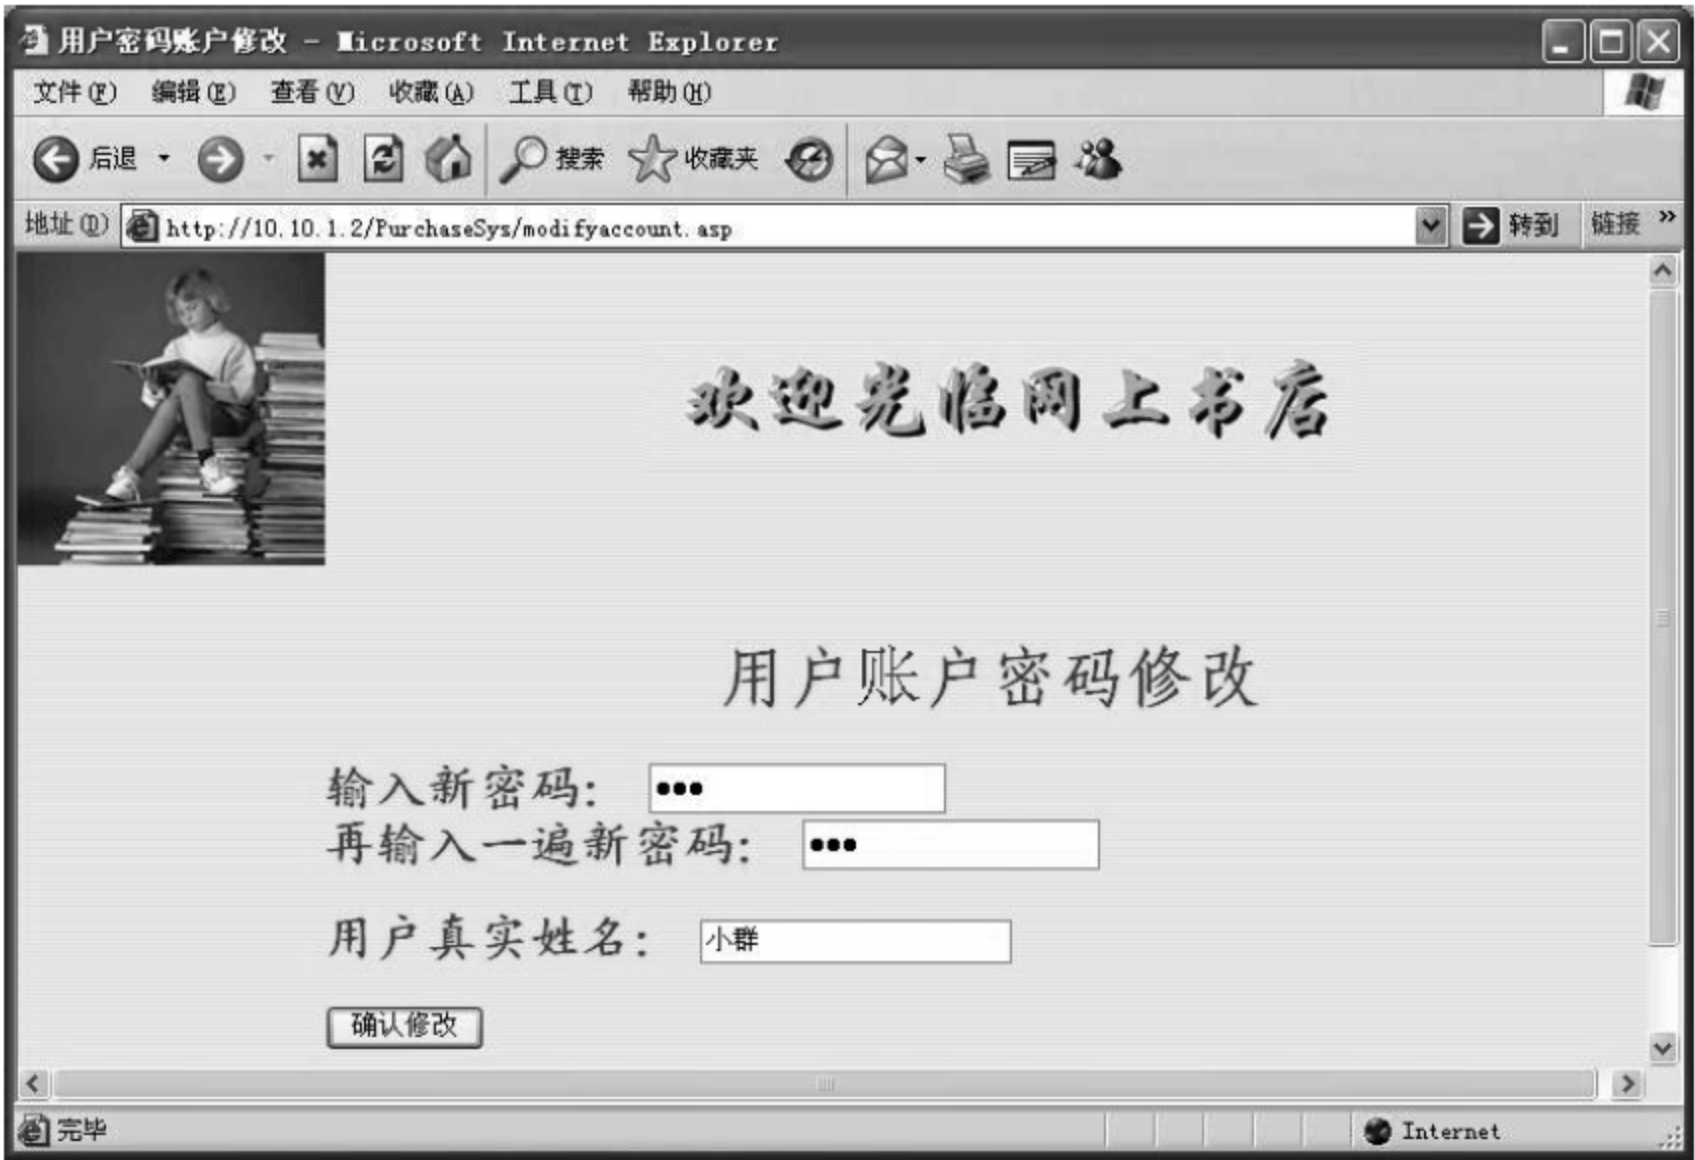 用户密码账户修改 - Microsoft Internet Explorer
文件(F) 编辑(E) 查看(V) 收藏(A) 工具(T) 帮助(H)
后退 搜索 收藏夹
地址(D) http://10.10.1.2/PurchaseSys/modifyaccount.asp 转到 链接 »
欢迎光临网上书店
用户账户密码修改
输入新密码: •••
再输入一遍新密码: •••
用户真实姓名: 小群
确认修改
完毕 Internet